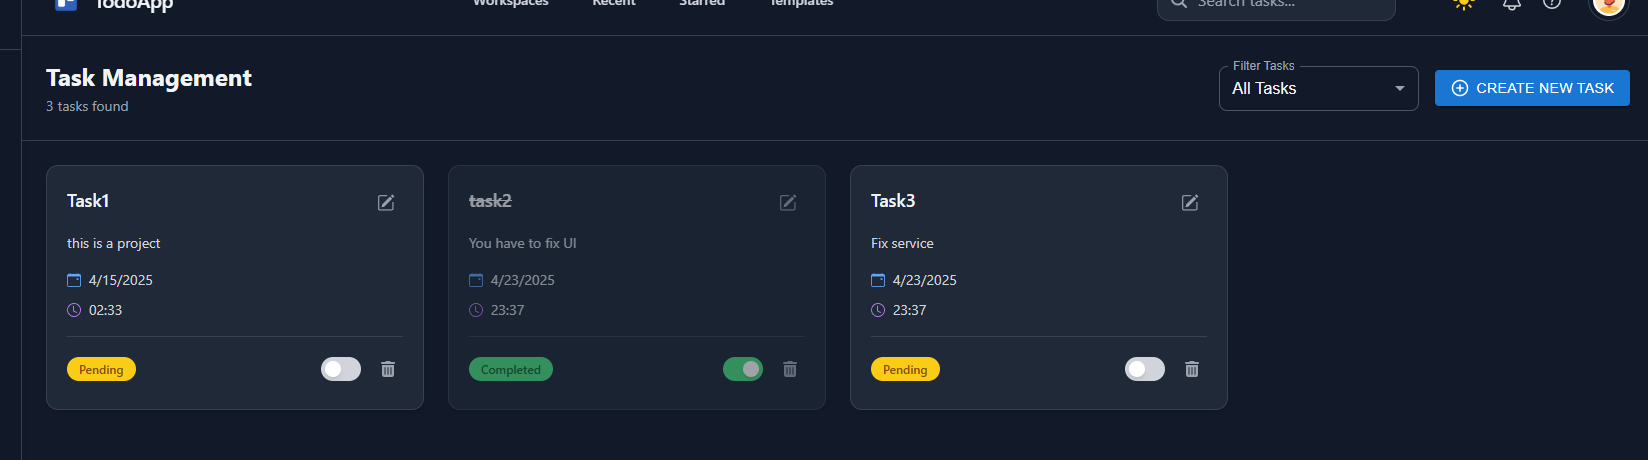 TodoApp
Workspaces
Recent
Starred
Templates
Search tasks...
Task Management
3 tasks found
Filter Tasks
All Tasks
CREATE NEW TASK
Task1
this is a project
4/15/2025
02:33
Pending
task2
You have to fix UI
4/23/2025
23:37
Completed
Task3
Fix service
4/23/2025
23:37
Pending